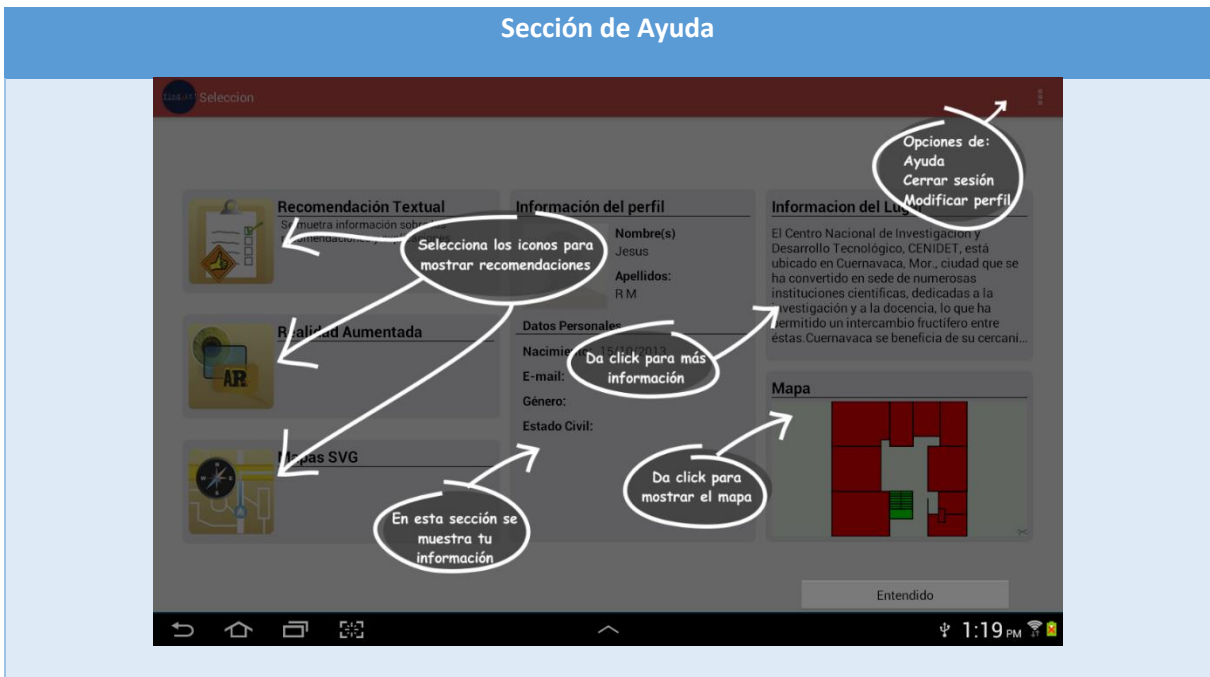 Sección de Ayuda
Seleccion
Opciones de:
Ayuda
Cerrar sesión
Modificar perfil
Recomendación Textual
información sobre
Selecciona los iconos para
mostrar recomendaciones
Realidad Aumentada
AR
Mapas SVG
Información del perfil
Nombre(s)
Jesus
Apellidos:
R M
Datos Personales
Nacimiento: 15/10/2013
E-mail:
Género:
Estado Civil:
Da click para más
información
En esta sección se
muestra tu
información
Informacion del Lugar
El Centro Nacional de Investigación y
Desarrollo Tecnológico, CENIDET, está
ubicado en Cuernavaca, Mor., ciudad que se
ha convertido en sede de numerosas
instituciones científicas, dedicadas a la
investigación y a la docencia, lo que ha
permitido un intercambio fructífero entre
éstas.Cuernavaca se beneficia de su cercani...
Mapa
Da click para
mostrar el mapa
Entendido
1:19 PM